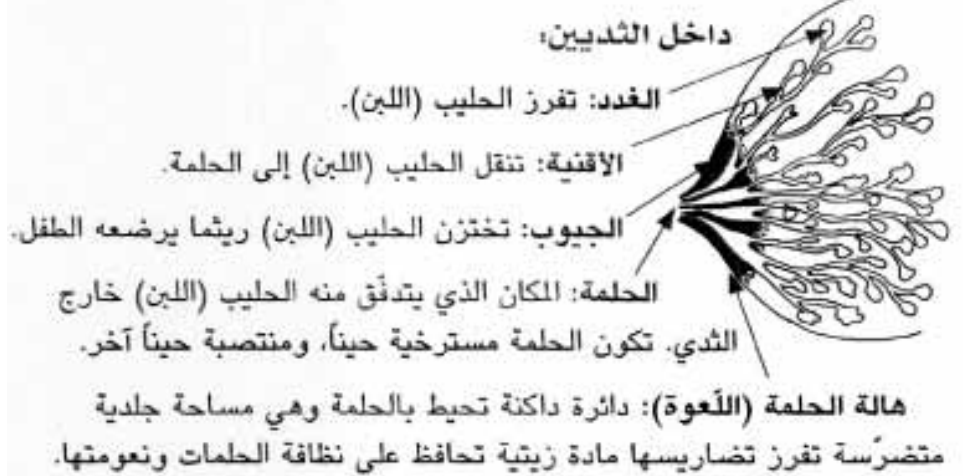 داخل الثديين:
الغدد: تفرز الحليب (اللبن).
الأقنية: تنقل الحليب (اللبن) إلى الحلمة.
الجيوب: تختزن الحليب (اللبن) ريثما يرضعه الطفل.
الحلمة: المكان الذي يتدفّق منه الحليب (اللبن) خارج
الثدي. تكون الحلمة مسترخية حيناً، ومنتصبة حيناً آخر.
هالة الحلمة (اللّعوة): دائرة داكنة تحيط بالحلمة وهي مساحة جلدية
متضرّسة تفرز تضاريسها مادة زيتية تحافظ على نظافة الحلمات ونعومتها.